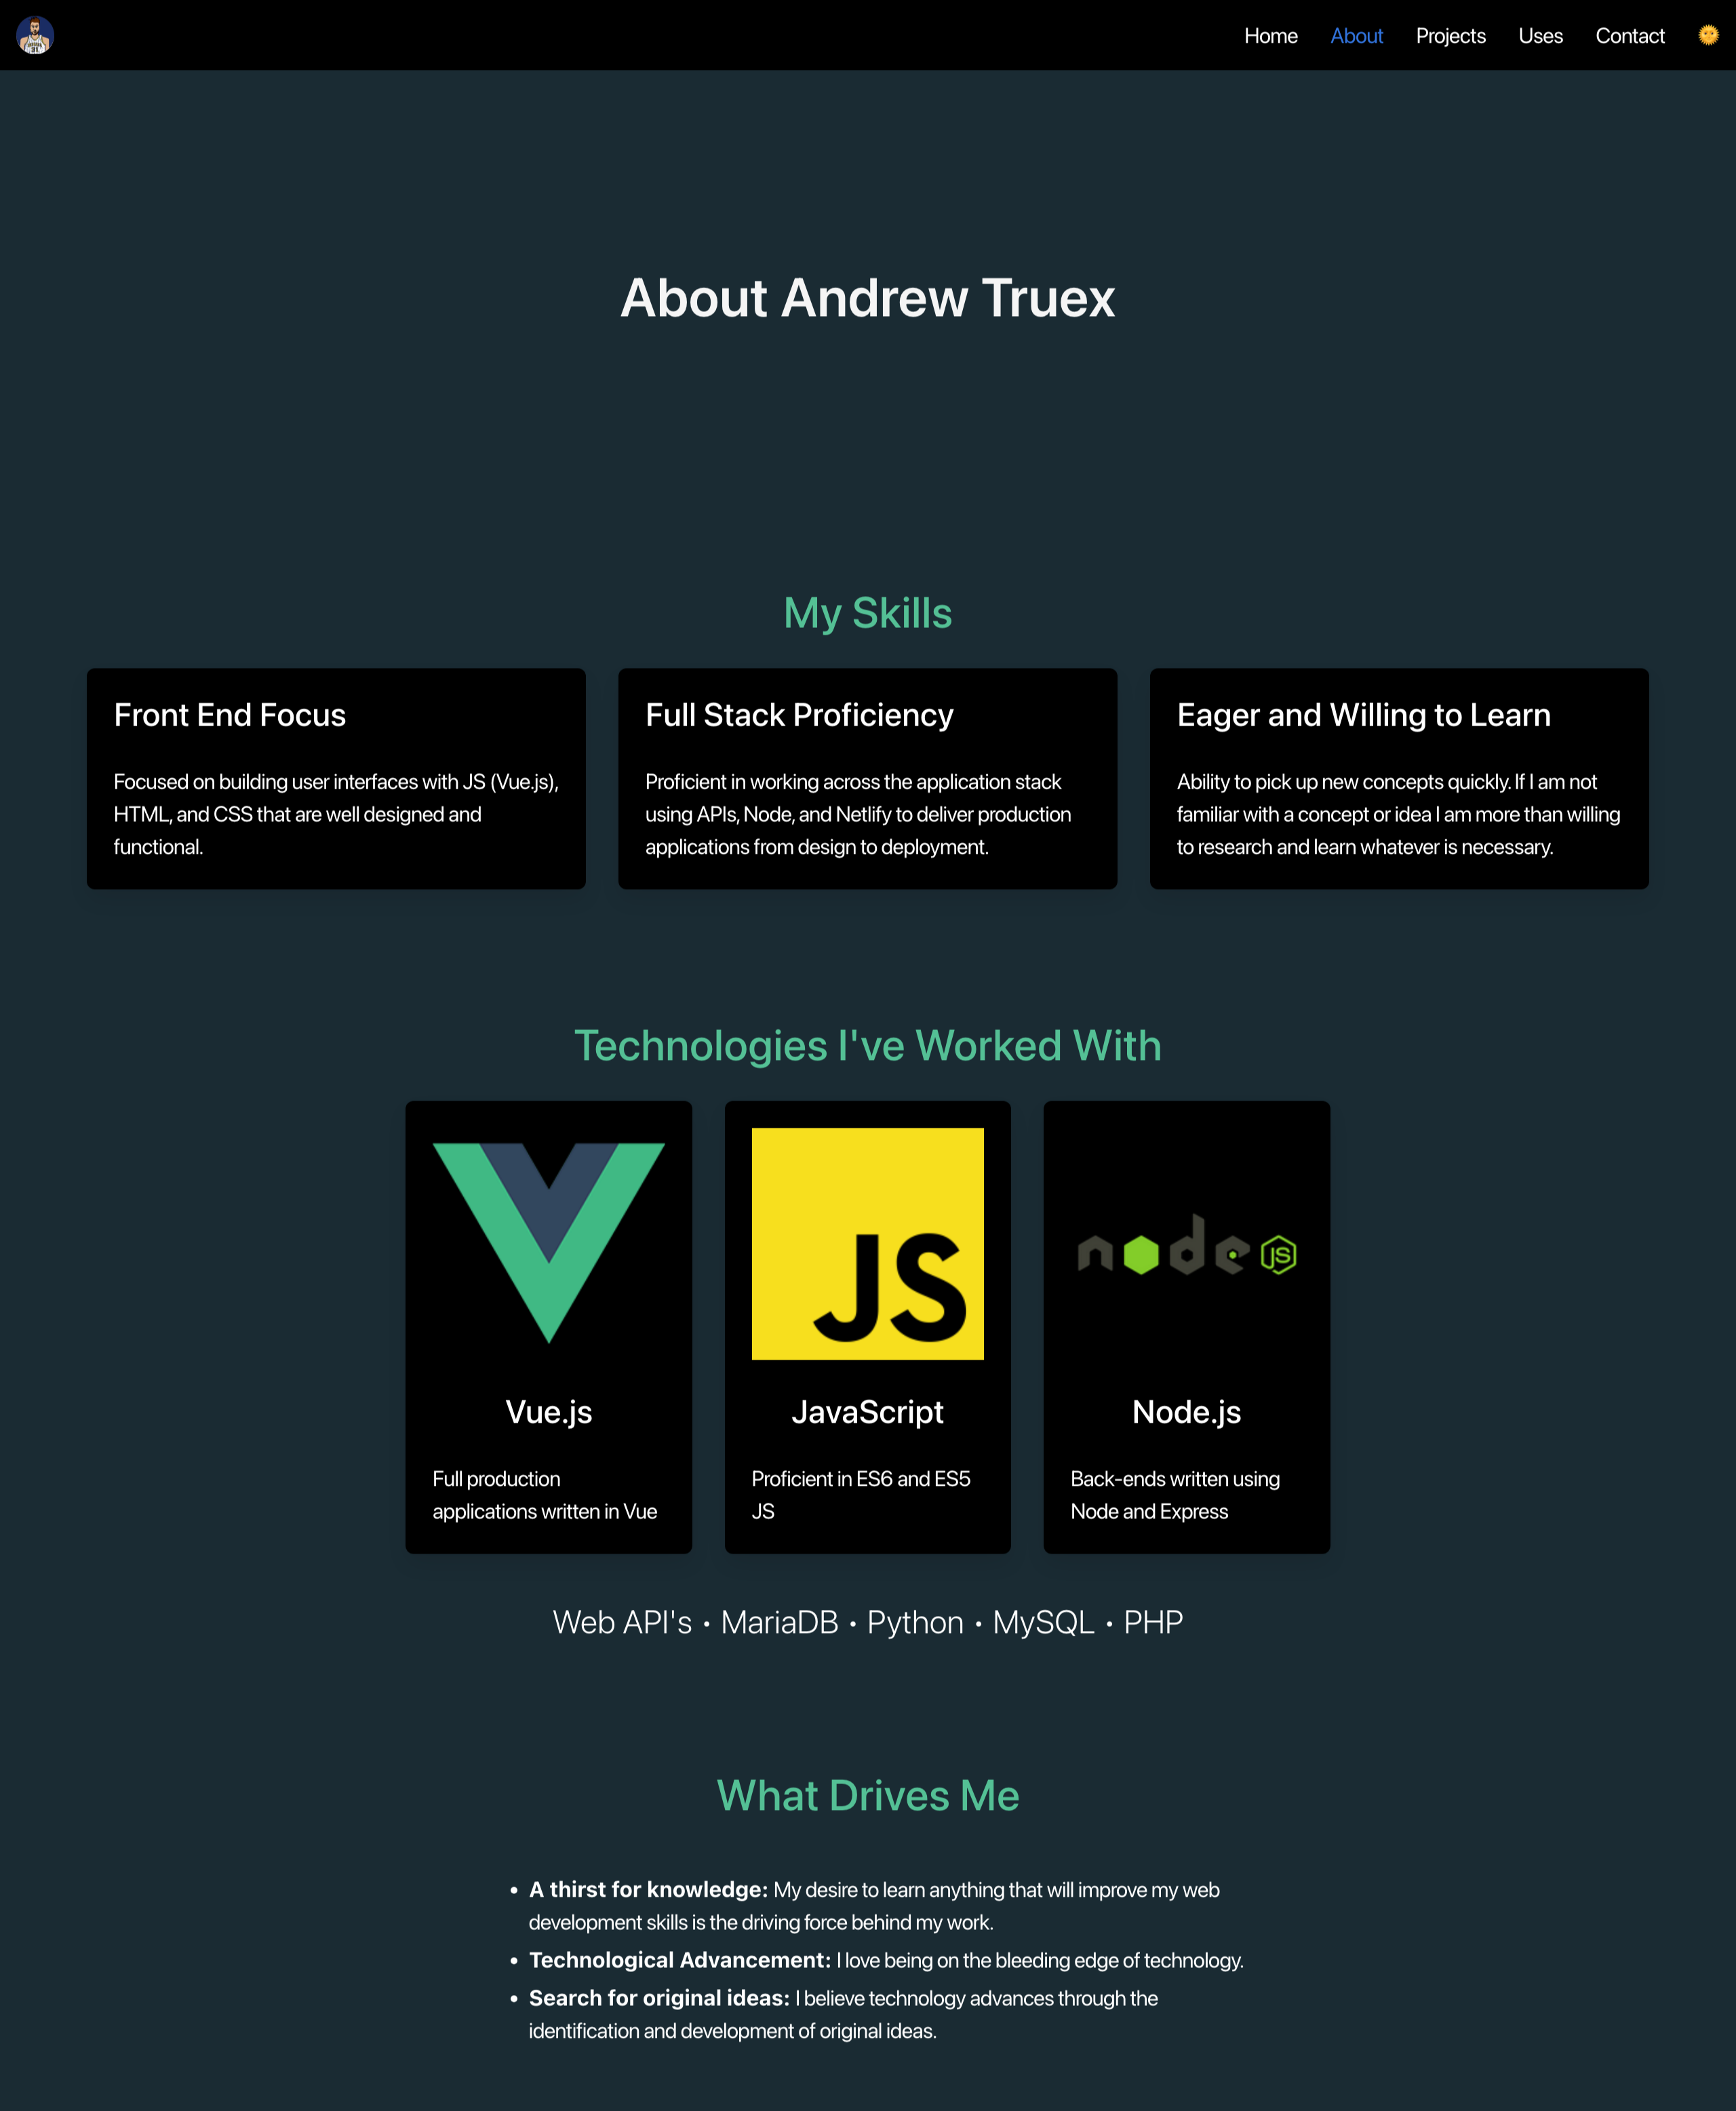 Home About Projects Uses Contact
About Andrew Truex
My Skills
Front End Focus
Focused on building user interfaces with JS (Vue.js),
HTML, and CSS that are well designed and
functional.
Full Stack Proficiency
Proficient in working across the application stack
using APIs, Node, and Netlify to deliver production
applications from design to deployment.
Eager and Willing to Learn
Ability to pick up new concepts quickly. If I am not
familiar with a concept or idea I am more than willing
to research and learn whatever is necessary.
Technologies I've Worked With
JS
node JS
Vue.js
Full production
applications written in Vue
JavaScript
Proficient in ES6 and ES5
JS
Node.js
Back-ends written using
Node and Express
Web API's • MariaDB • Python • MySQL • PHP
What Drives Me
• A thirst for knowledge: My desire to learn anything that will improve my web
development skills is the driving force behind my work.
• Technological Advancement: I love being on the bleeding edge of technology.
• Search for original ideas: I believe technology advances through the
identification and development of original ideas.